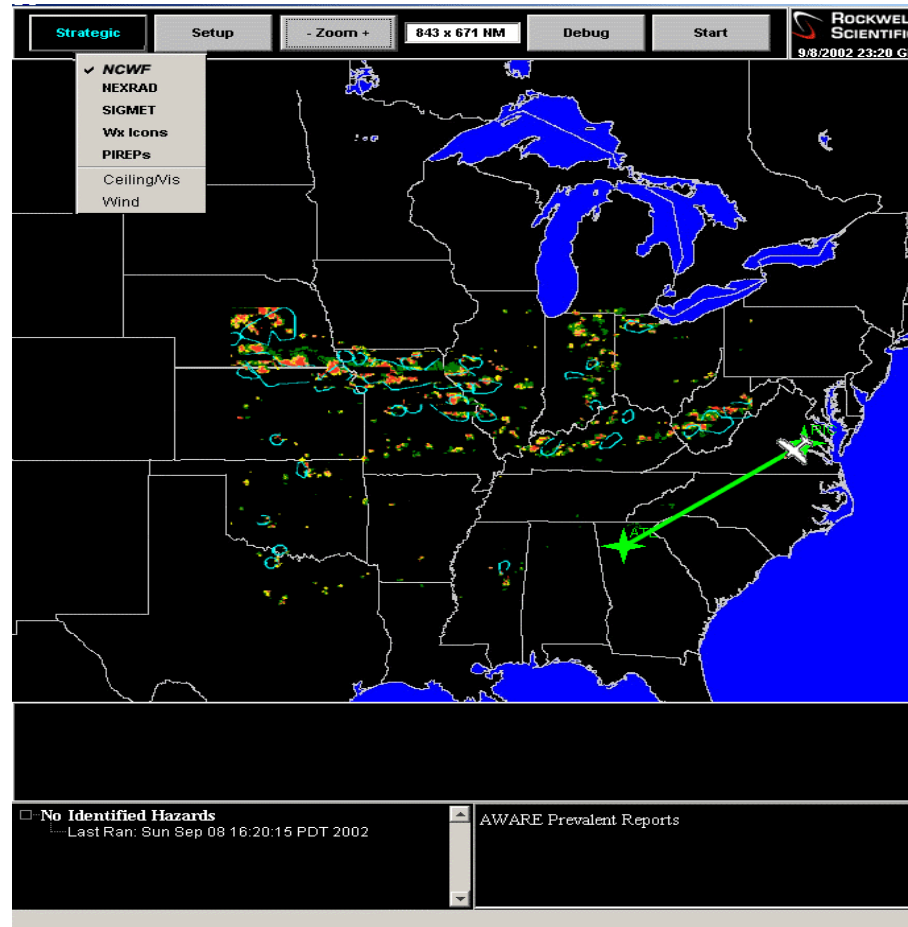 Strategic
Setup
- Zoom +
843 x 671 NM
Debug
Start
ROCKWEL
SCIENTIFI
9/8/2002 23:20 G
✓ NCWF
NEXRAD
SIGMET
Wx Icons
PIREPs
Ceiling/Vis
Wind
No Identified Hazards
Last Ran: Sun Sep 08 16:20:15 PDT 2002
AWARE Prevalent Reports